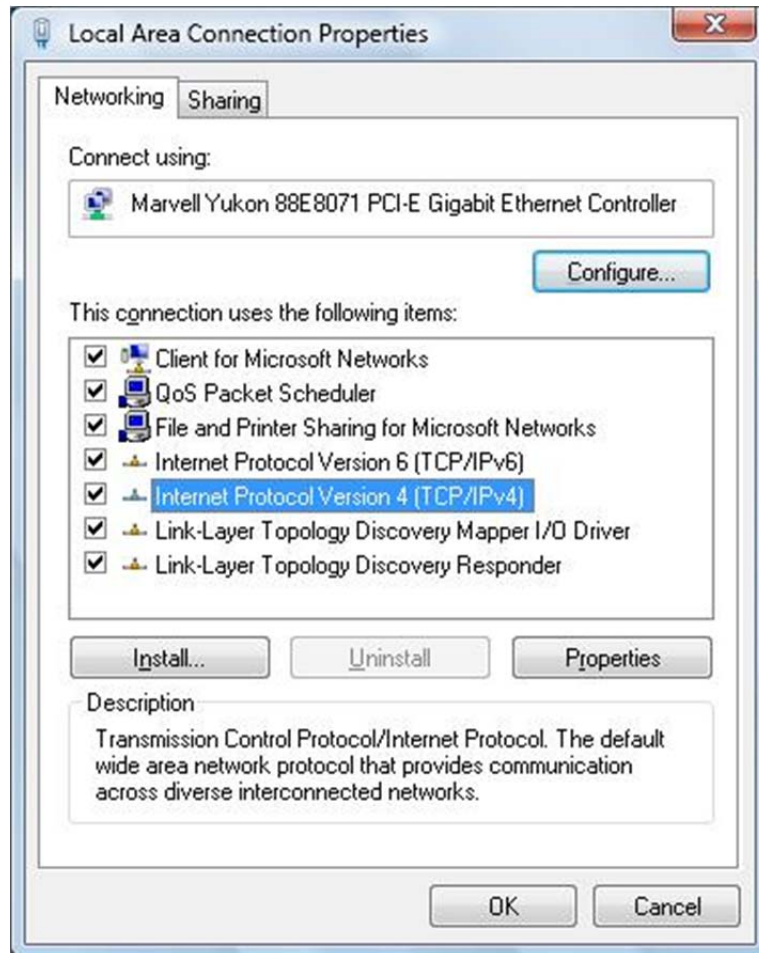 Local Area Connection Properties
Networking
Sharing
Connect using:
Marvell Yukon 88E8071 PCI-E Gigabit Ethernet Controller
Configure...
This connection uses the following items:
Client for Microsoft Networks
QoS Packet Scheduler
File and Printer Sharing for Microsoft Networks
Internet Protocol Version 6 (TCP/IPv6)
Internet Protocol Version 4 (TCP/IPv4)
Link-Layer Topology Discovery Mapper I/O Driver
Link-Layer Topology Discovery Responder
Install...
Uninstall
Properties
Description
Transmission Control Protocol/Internet Protocol. The default
wide area network protocol that provides communication
across diverse interconnected networks.
OK
Cancel